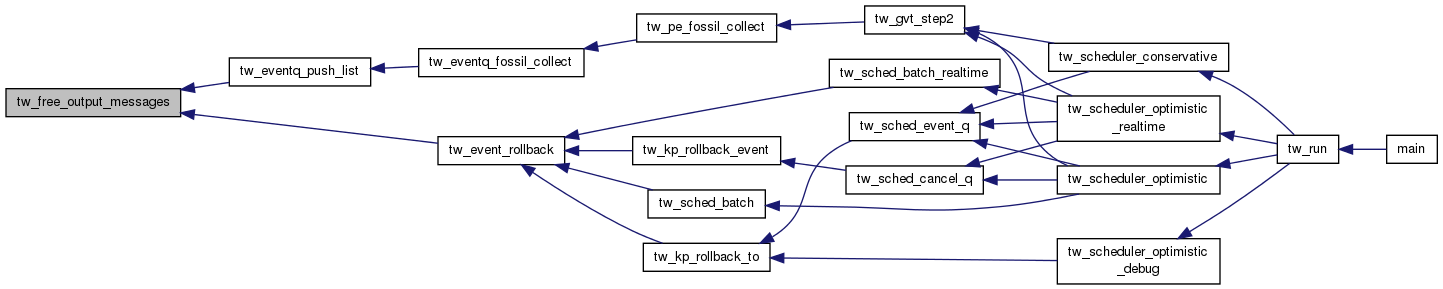 tw_free_output_messages
tw_eventq_push_list
tw_eventq_fossil_collect
tw_pe_fossil_collect
tw_gvt_step2
tw_event_rollback
tw_sched_batch_realtime
tw_kp_rollback_event
tw_sched_batch
tw_kp_rollback_to
tw_sched_event_q
tw_sched_cancel_q
tw_scheduler_conservative
tw_scheduler_optimistic
_realtime
tw_scheduler_optimistic
tw_scheduler_optimistic
_debug
tw_run
main